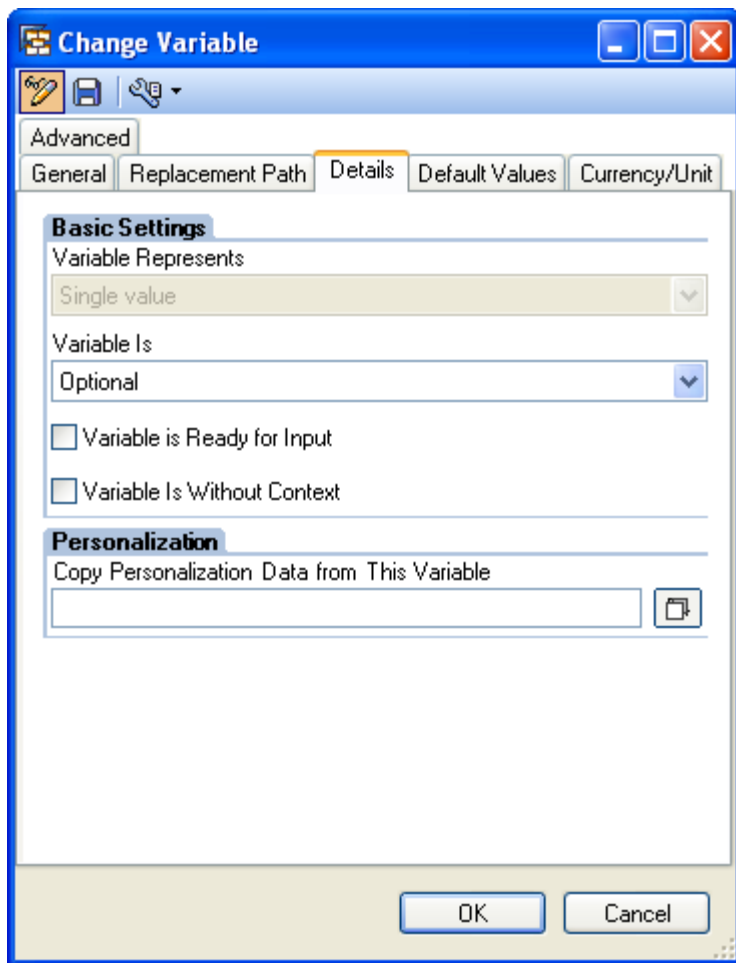 Change Variable
Advanced
General Replacement Path Details Default Values Currency/Unit
Basic Settings
Variable Represents
Single value
Variable Is
Optional
Variable is Ready for Input
Variable Is Without Context
Personalization
Copy Personalization Data from This Variable
OK Cancel